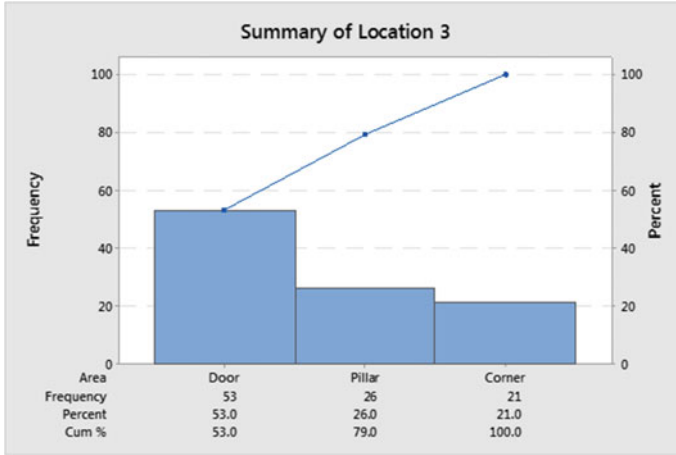 Summary of Location 3
Frequency
Percent
100
80
60
40
20
0
100
80
60
40
20
0
Area Door Pillar Corner
Frequency 53 26 21
Percent 53.0 26.0 21.0
Cum % 53.0 79.0 100.0